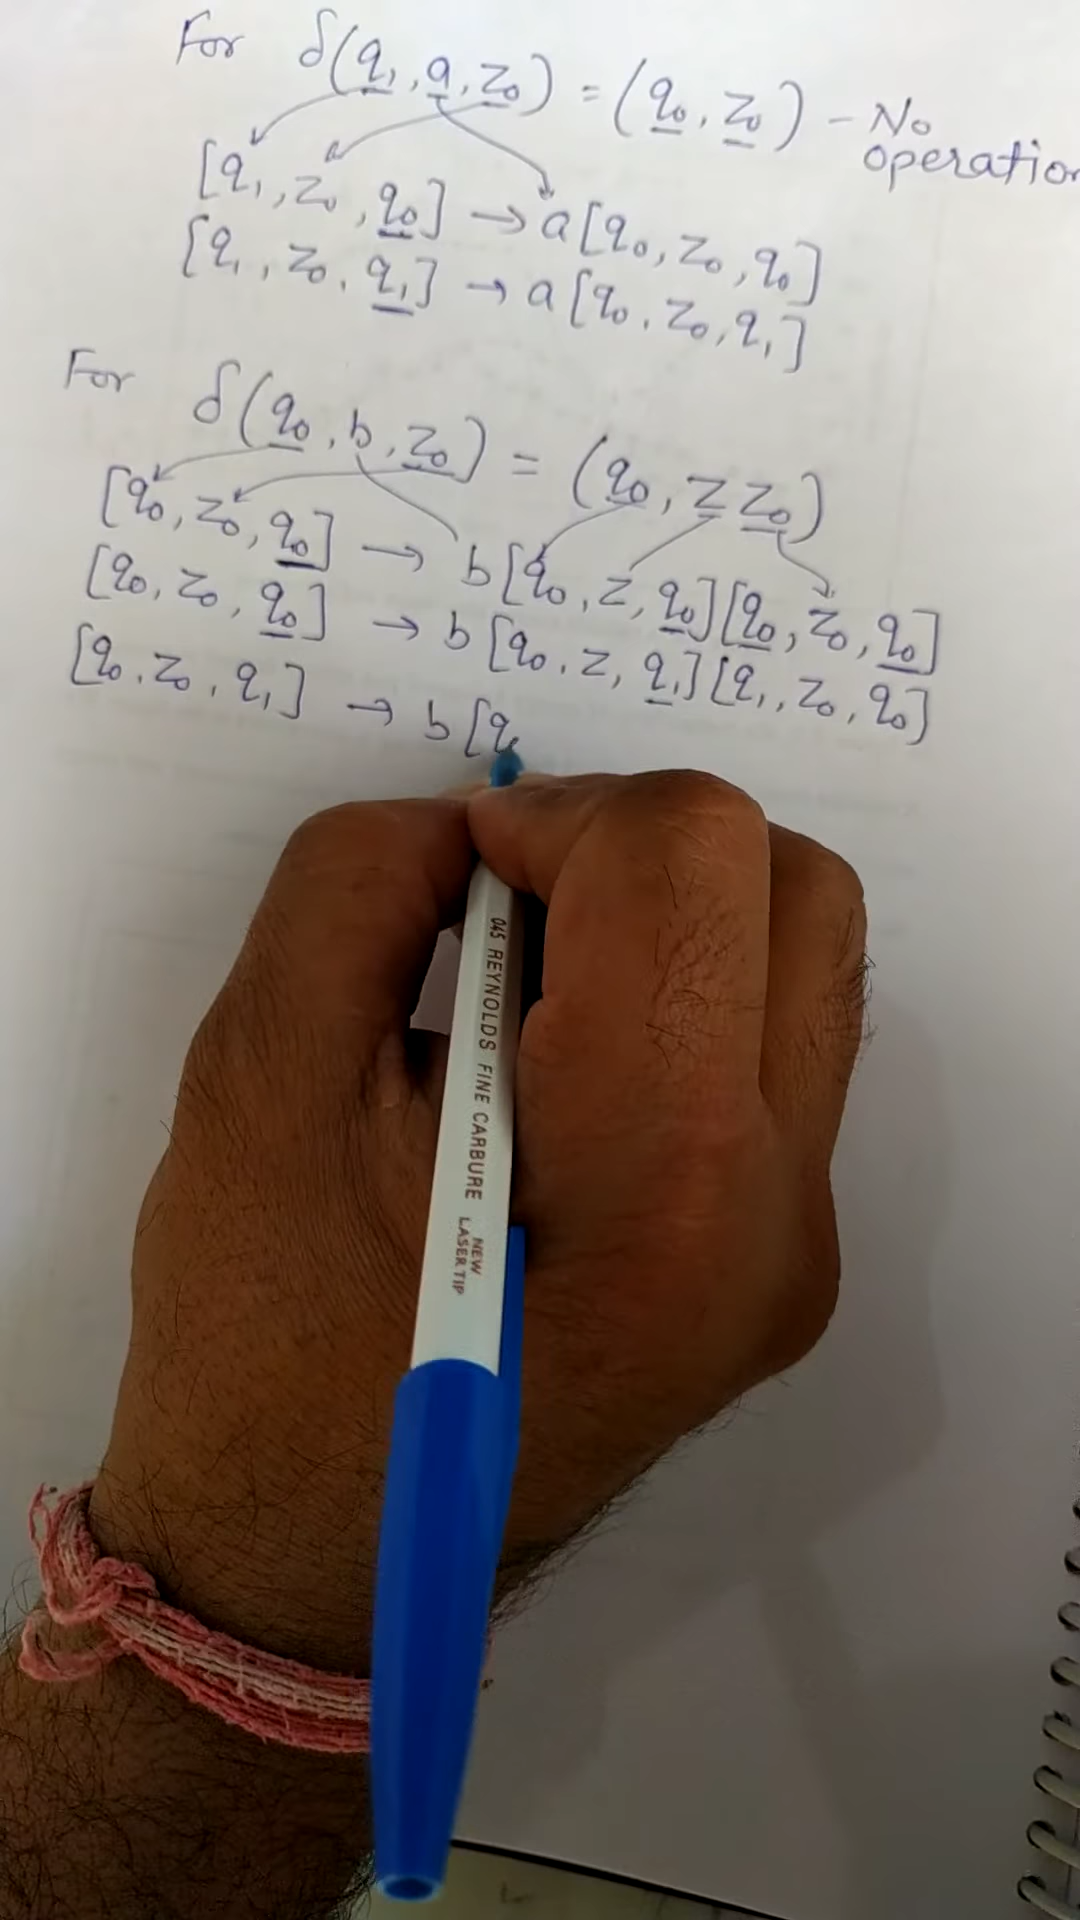 For δ(q₁, a, z₀) = (q₀, z₀) – No operation
[q₁, z₀, q₀] → a[q₀, z₀, q₀]
[q₁, z₀, q₁] → a[q₀, z₀, q₁]
For δ(q₀, b, z₀) = (q₀, z z₀)
[q₀, z₀, q₀] → b[q₀, z, q₀][q₀, z₀, q₀]
[q₀, z₀, q₀] → b[q₀, z, q₁][q₁, z₀, q₀]
[q₀, z₀, q₁] → b[q
045 REYNOLDS FINE CARBURE NEW LASER TIP